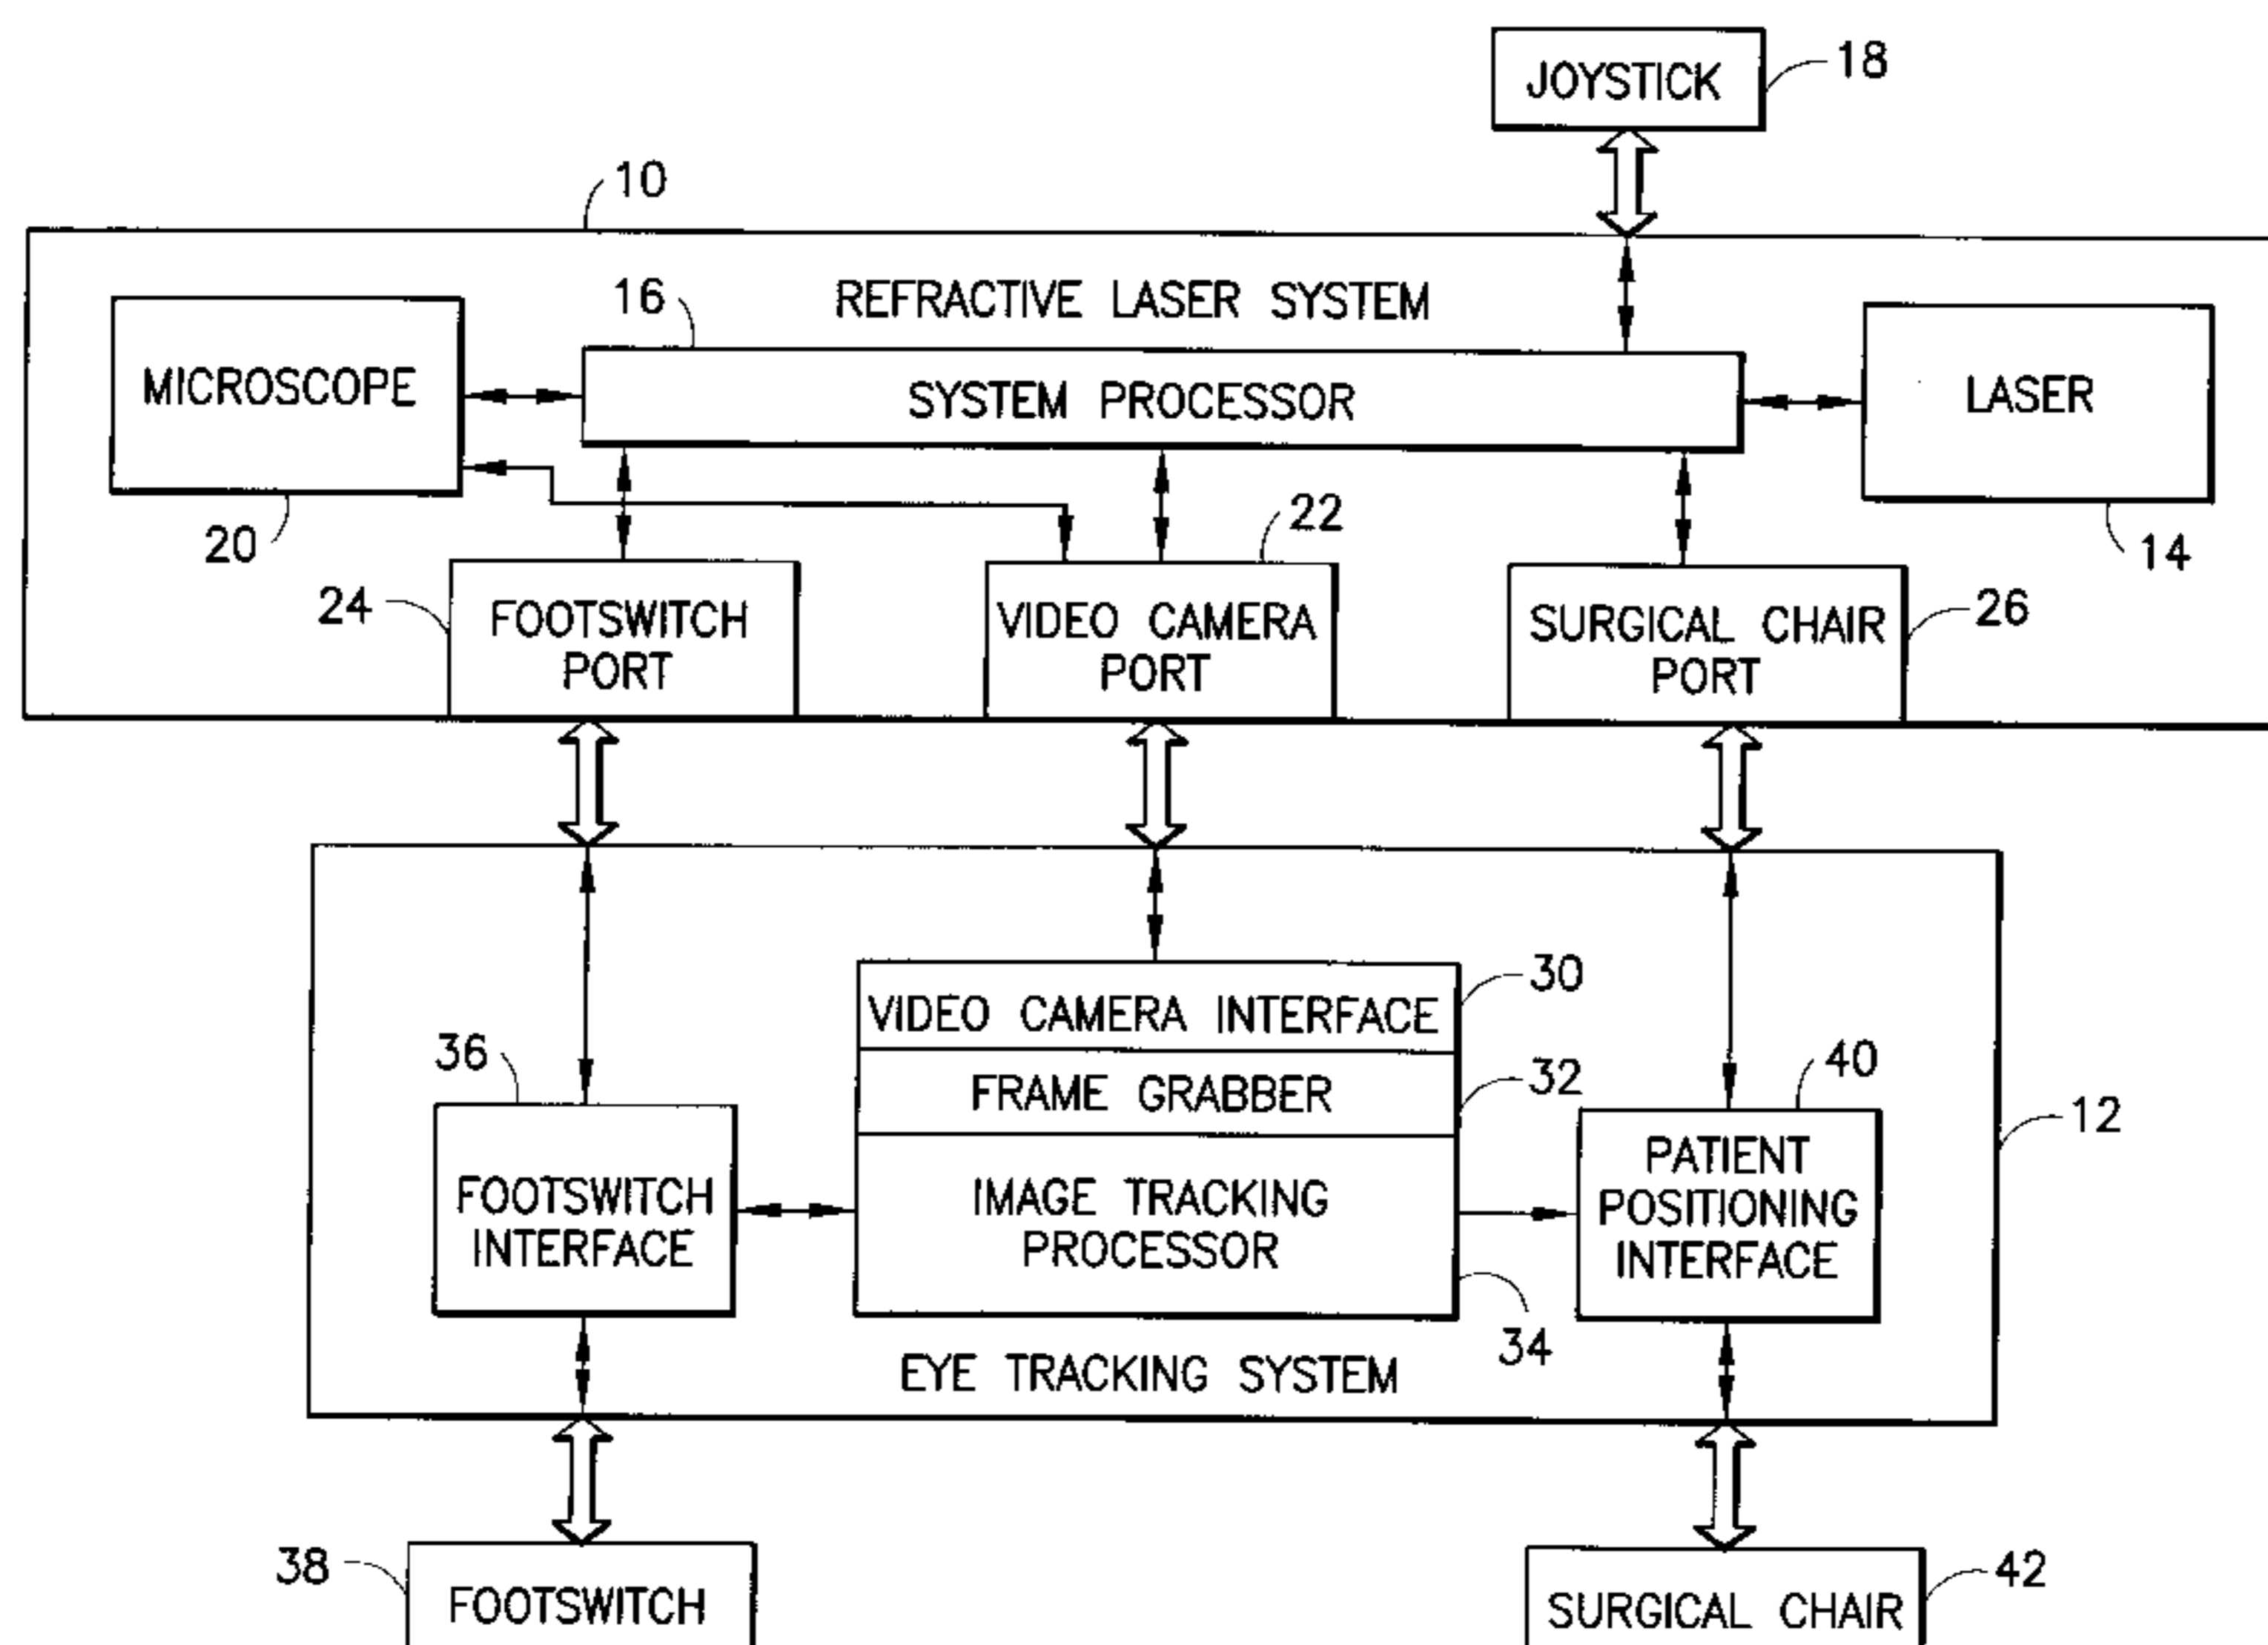 JOYSTICK
18
10
REFRACTIVE LASER SYSTEM
16
MICROSCOPE
SYSTEM PROCESSOR
LASER
20
22
14
24
FOOTSWITCH
PORT
VIDEO CAMERA
PORT
SURGICAL CHAIR
PORT
26
30
VIDEO CAMERA INTERFACE
36
FRAME GRABBER
32
40
12
FOOTSWITCH
INTERFACE
IMAGE TRACKING
PROCESSOR
PATIENT
POSITIONING
INTERFACE
34
EYE TRACKING SYSTEM
38
FOOTSWITCH
SURGICAL CHAIR
42